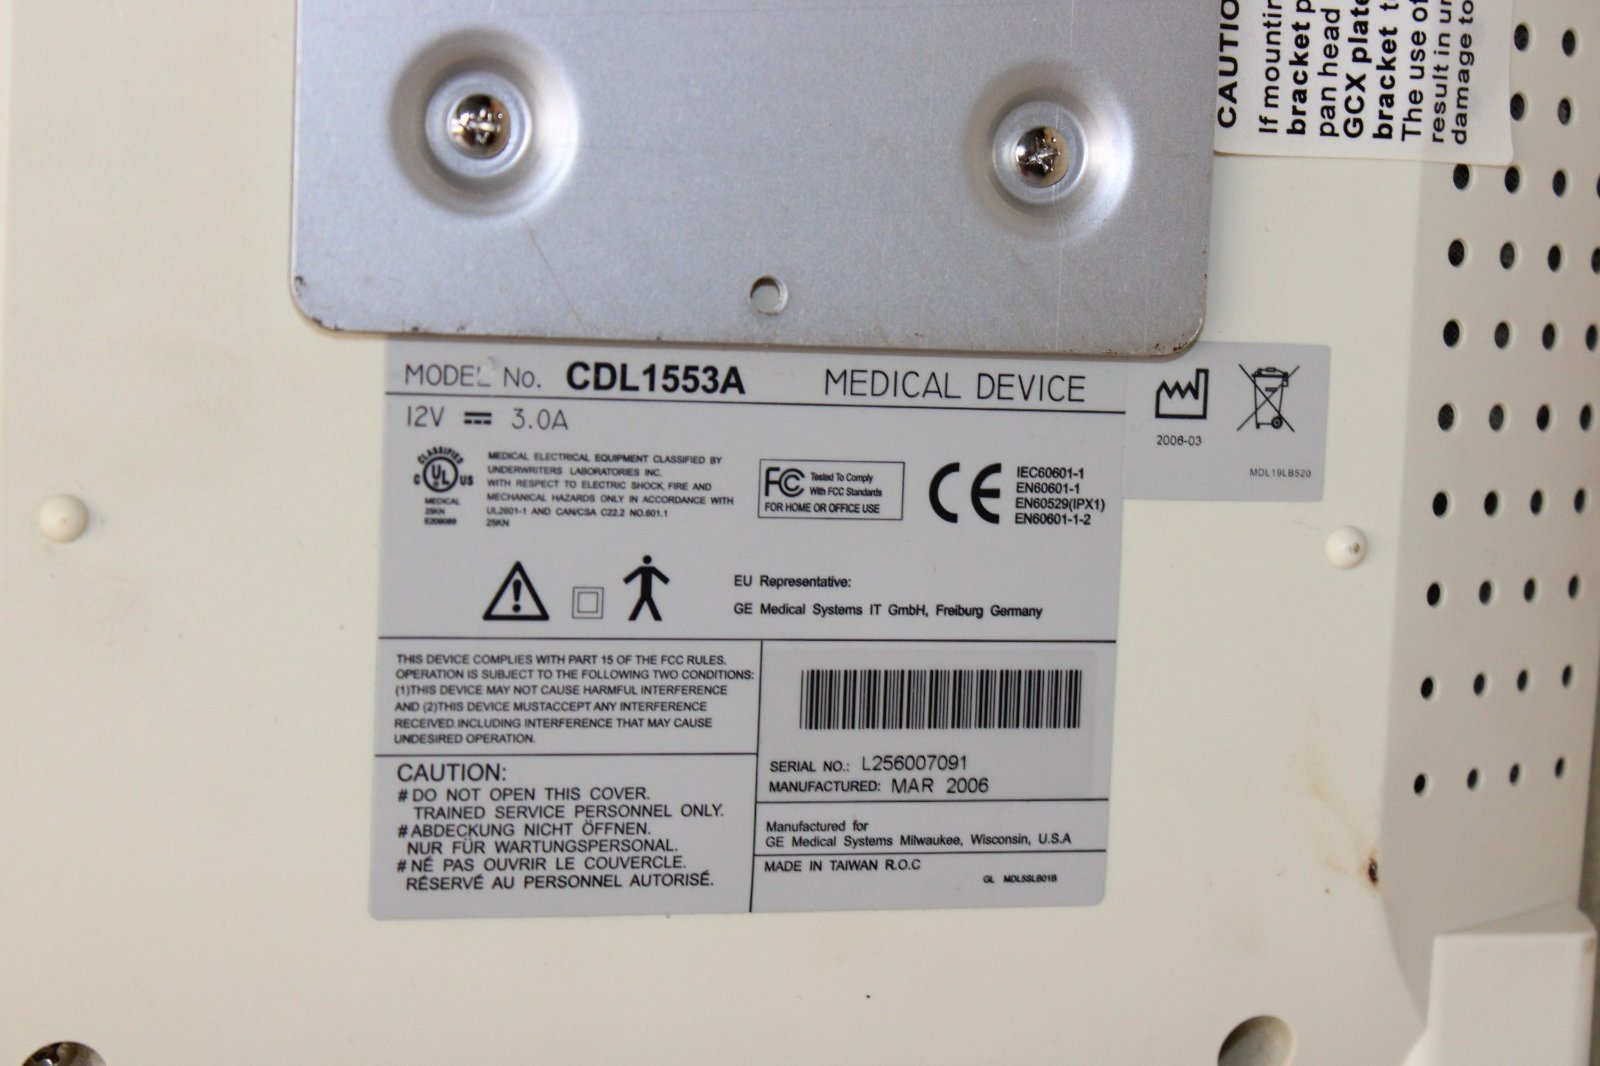 CAUTIO
If mountin
bracket p
pan head
GCX plate
bracket t
The use of
result in un
damage to
MODEL No. CDL1553A MEDICAL DEVICE
12V 3.0A
2006-03
MDL19LB520
CLASSIFIED
C UL US
MEDICAL
25KN
E209089
MEDICAL ELECTRICAL EQUIPMENT CLASSIFIED BY
UNDERWRITERS LABORATORIES INC.
WITH RESPECT TO ELECTRIC SHOCK, FIRE AND
MECHANICAL HAZARDS ONLY IN ACCORDANCE WITH
UL2601-1 AND CAN/CSA C22.2 NO.601.1
25KN
FC Tested To Comply
With FCC Standards
FOR HOME OR OFFICE USE
CE
IEC60601-1
EN60601-1
EN60529(IPX1)
EN60601-1-2
EU Representative:
GE Medical Systems IT GmbH, Freiburg Germany
THIS DEVICE COMPLIES WITH PART 15 OF THE FCC RULES.
OPERATION IS SUBJECT TO THE FOLLOWING TWO CONDITIONS:
(1)THIS DEVICE MAY NOT CAUSE HARMFUL INTERFERENCE
AND (2)THIS DEVICE MUSTACCEPT ANY INTERFERENCE
RECEIVED.INCLUDING INTERFERENCE THAT MAY CAUSE
UNDESIRED OPERATION.
CAUTION:
# DO NOT OPEN THIS COVER.
TRAINED SERVICE PERSONNEL ONLY.
# ABDECKUNG NICHT ÖFFNEN.
NUR FÜR WARTUNGSPERSONAL.
# NÉ PAS OUVRIR LE COUVERCLE.
RÉSERVÉ AU PERSONNEL AUTORISÉ.
SERIAL NO.: L256007091
MANUFACTURED: MAR 2006
Manufactured for
GE Medical Systems Milwaukee, Wisconsin, U.S.A
MADE IN TAIWAN R.O.C
GL MDL5SLB01B